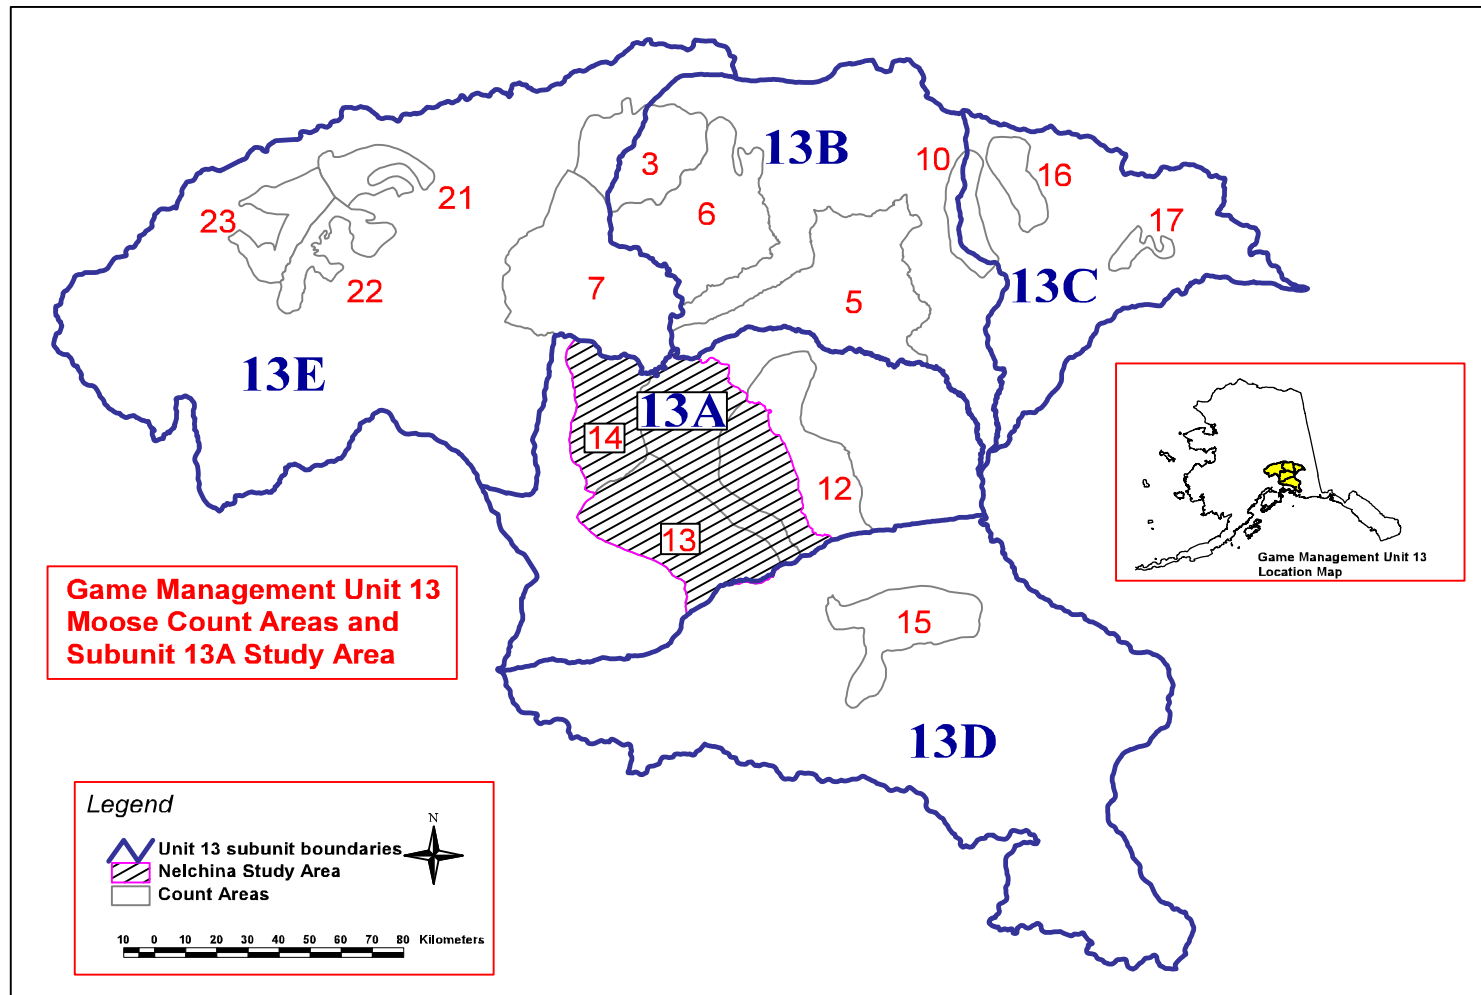 13B
3
10
16
21
23
6
17
22
7
5
13C
13E
13A
14
12
13
Game Management Unit 13
Location Map
Game Management Unit 13
Moose Count Areas and
Subunit 13A Study Area
15
13D
Legend
N
Unit 13 subunit boundaries
Nelchina Study Area
Count Areas
10 0 10 20 30 40 50 60 70 80 Kilometers